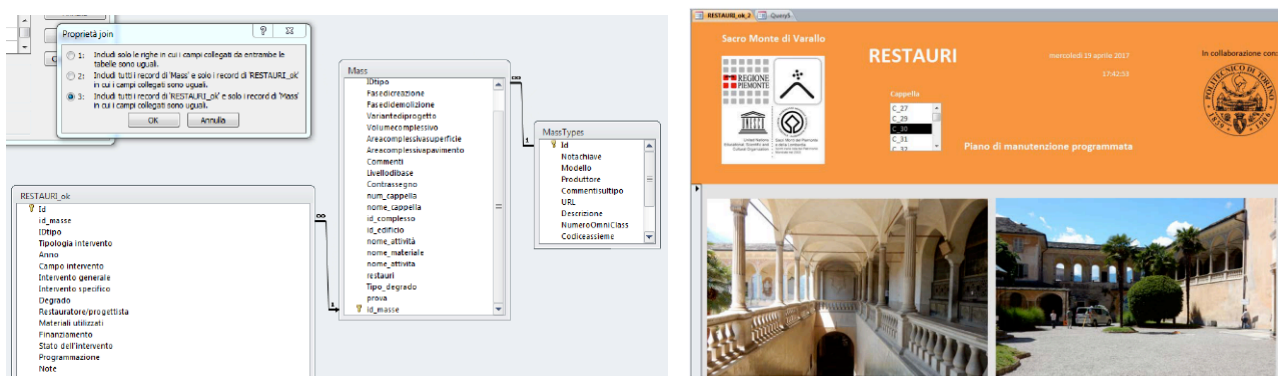 Proprietà join
1: Includi solo le righe in cui i campi collegati da entrambe le
tabelle sono uguali.
2: Includi tutti i record di 'Mass' e solo i record di 'RESTAURI_ok'
in cui i campi collegati sono uguali.
3: Includi tutti i record di 'RESTAURI_ok' e solo i record di 'Mass'
in cui i campi collegati sono uguali.
OK
Annulla
Mass
IDtipo
Fasedicreazione
Fasedidemolizione
Variantediprogetto
Volumecomplessivo
Areacomplessivasuperficie
Areacomplessivapavimento
Commenti
Livellodibase
Contrassegno
num_cappella
nome_cappella
id_complesso
id_edificio
nome_attività
nome_materiale
nome_attivita
restauri
Tipo_degrado
prova
id_masse
∞
1
MassTypes
Id
Notachiave
Modello
Produttore
Commentisultipo
URL
Descrizione
NumeroOmniClass
Codiceassieme
RESTAURI_ok
Id
id_masse
IDtipo
Tipologia intervento
Anno
Campo intervento
Intervento generale
Intervento specifico
Degrado
Restauratore/progettista
Materiali utilizzati
Finanziamento
Stato dell'intervento
Programmazione
Note
∞
1
RESTAURI_ok_2
Query5
Sacro Monte di Varallo
REGIONE
PIEMONTE
RESTAURI
mercoledì 19 aprile 2017
17:42:53
Cappella
C_27
C_29
C_30
C_31
C_32
Piano di manutenzione programmata
In collaborazione con:
POLITECNICO DI TORINO